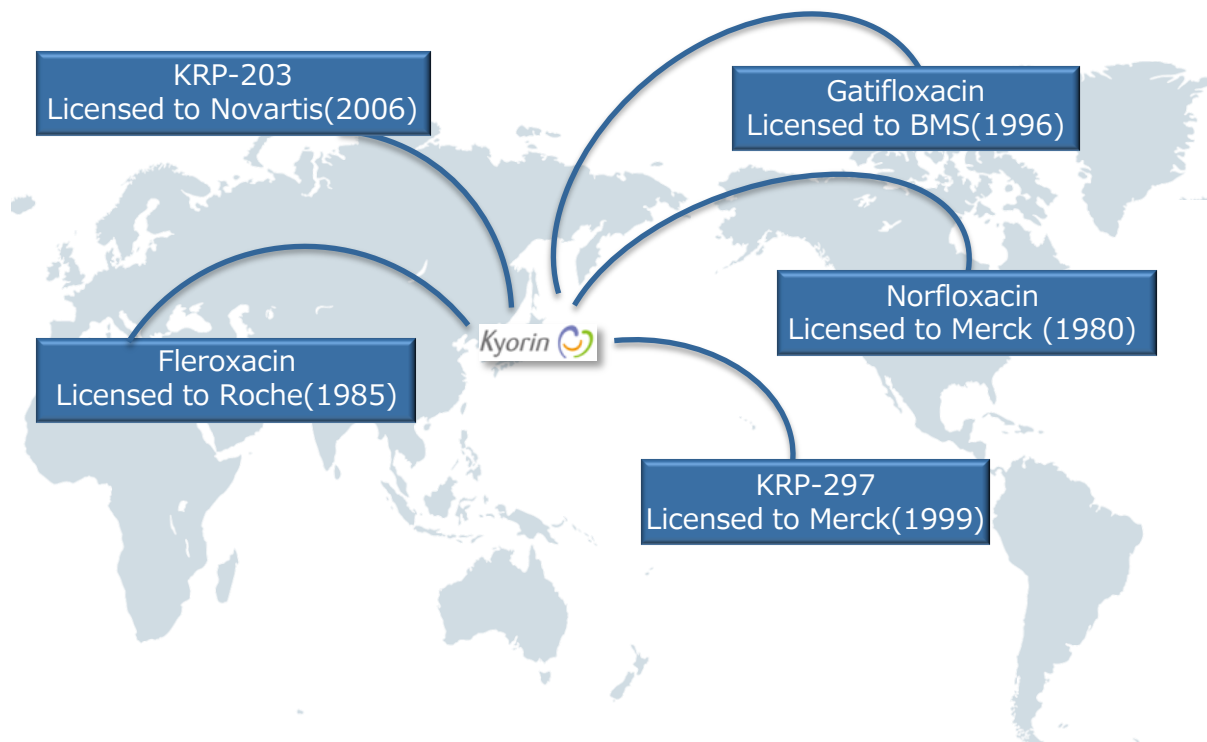 KRP-203
Licensed to Novartis(2006)
Gatifloxacin
Licensed to BMS(1996)
Norfloxacin
Licensed to Merck (1980)
Kyorin
Fleroxacin
Licensed to Roche(1985)
KRP-297
Licensed to Merck(1999)